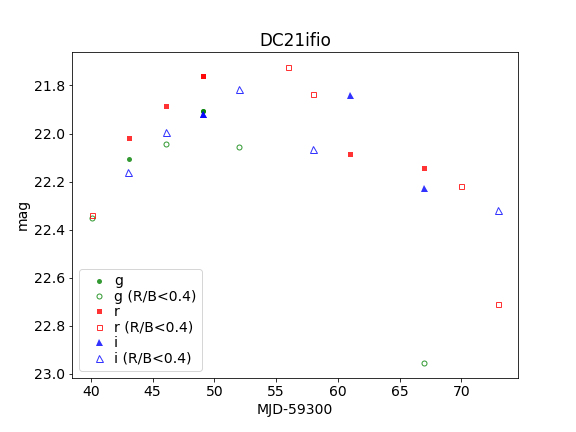 DC21ifio
mag
21.8
22.0
22.2
22.4
22.6
22.8
23.0
g
g (R/B<0.4)
r
r (R/B<0.4)
i
i (R/B<0.4)
40 45 50 55 60 65 70
MJD-59300